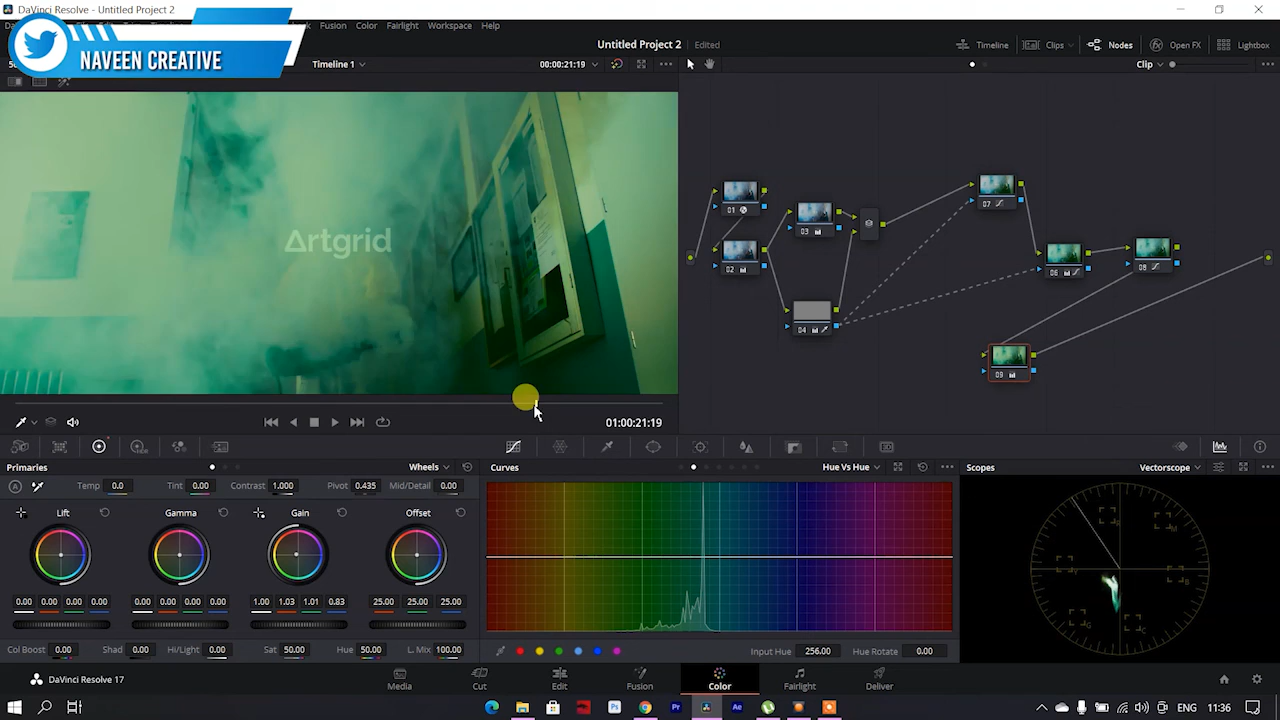 DaVinci Resolve - Untitled Project 2
NAVEEN CREATIVE
Fusion Color Fairlight Workspace Help
Untitled Project 2 Edited
Timeline Clips Nodes Open FX Lightbox
Timeline 1 00:00:21:19 Clip
Artgrid
01
02
03
04
07
06
08
09
01:00:21:19
Primaries Wheels
Curves Hue Vs Hue
Scopes Vectorscope
Temp 0.0 Tint 0.00 Contrast 1.000 Pivot 0.435 Mid/Detail 0.00
Lift Gamma Gain Offset
0.00 0.00 0.00 0.00 0.00 0.00 0.00 0.00 1.00 1.03 1.01 0.83 25.00 25.00 25.00
Col Boost 0.00 Shad 0.00 Hi/Light 0.00 Sat 50.00 Hue 50.00 L. Mix 100.00
Input Hue 256.00 Hue Rotate 0.00
DaVinci Resolve 17
Media Cut Edit Fusion Color Fairlight Deliver
ENG 11:36